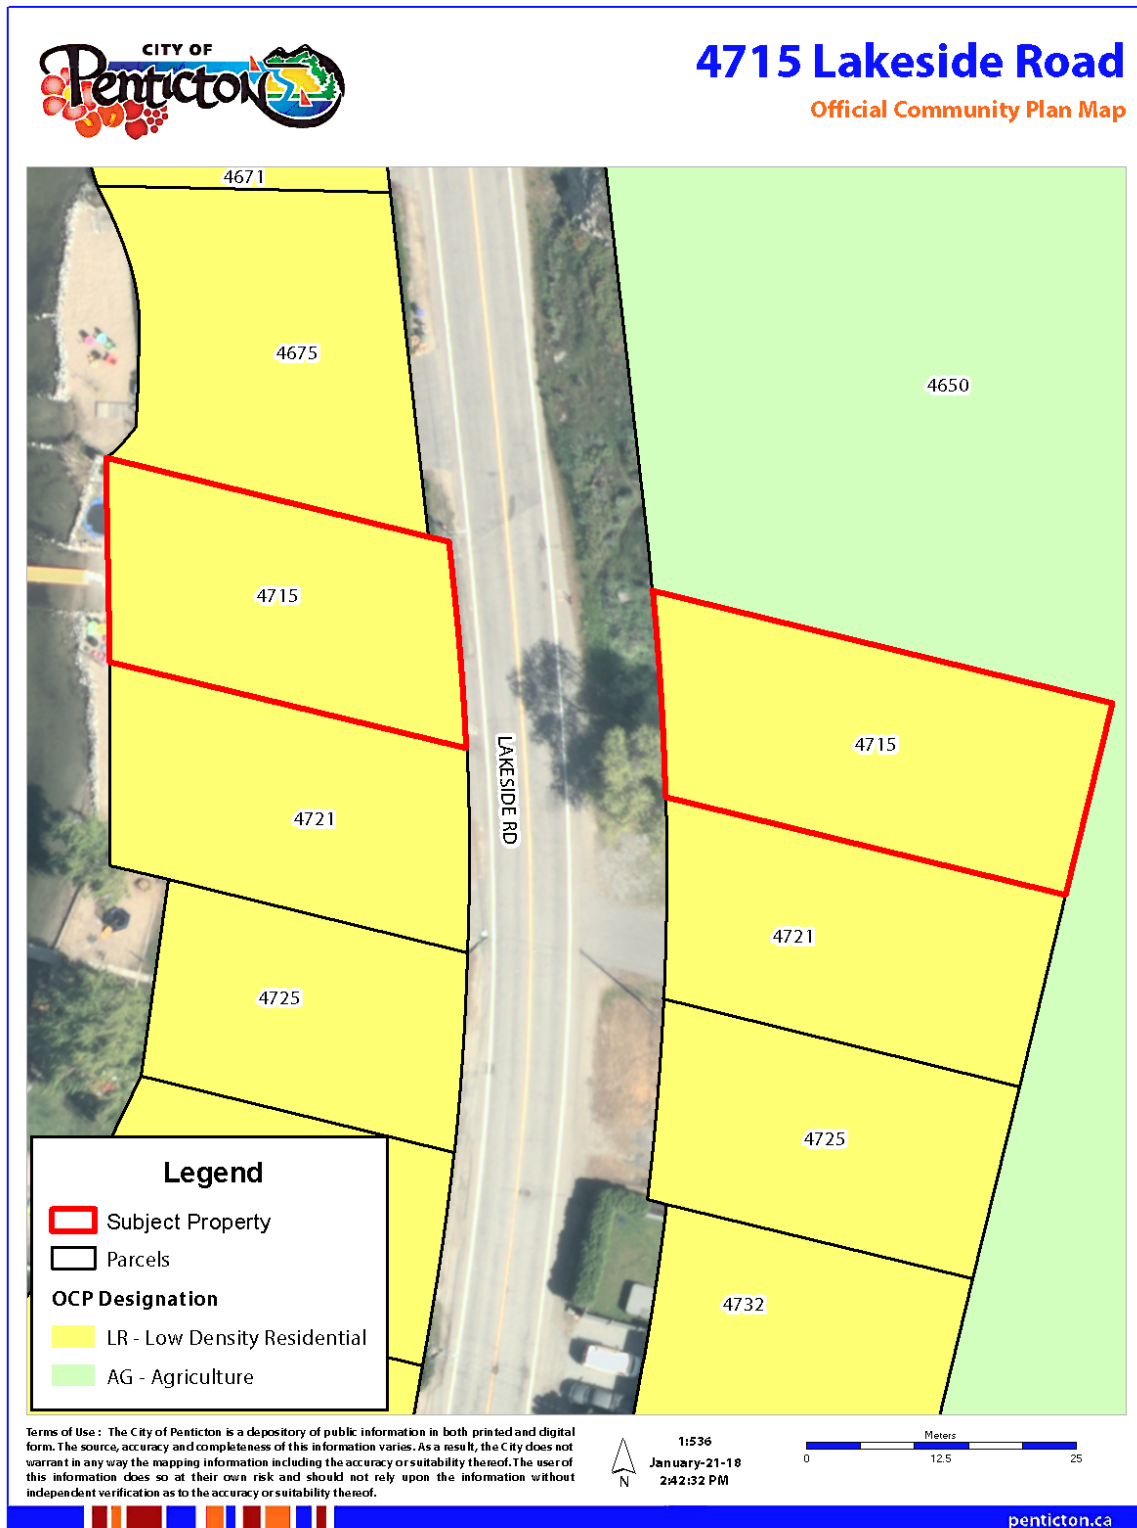 CITY OF
Penticton
4715 Lakeside Road
Official Community Plan Map
4671
4675
4650
4715
4715
LAKESIDE RD
4721
4721
4725
4725
4732
Legend
Subject Property
Parcels
OCP Designation
LR - Low Density Residential
AG - Agriculture
Terms of Use : The City of Penticton is a depository of public information in both printed and digital
form. The source, accuracy and completeness of this information varies. As a result, the City does not
warrant in any way the mapping information including the accuracy or suitability thereof. The user of
this information does so at their own risk and should not rely upon the information without
independent verification as to the accuracy or suitability thereof.
N
1:536
January-21-18
2:42:32 PM
Meters
0 12.5 25
penticton.ca